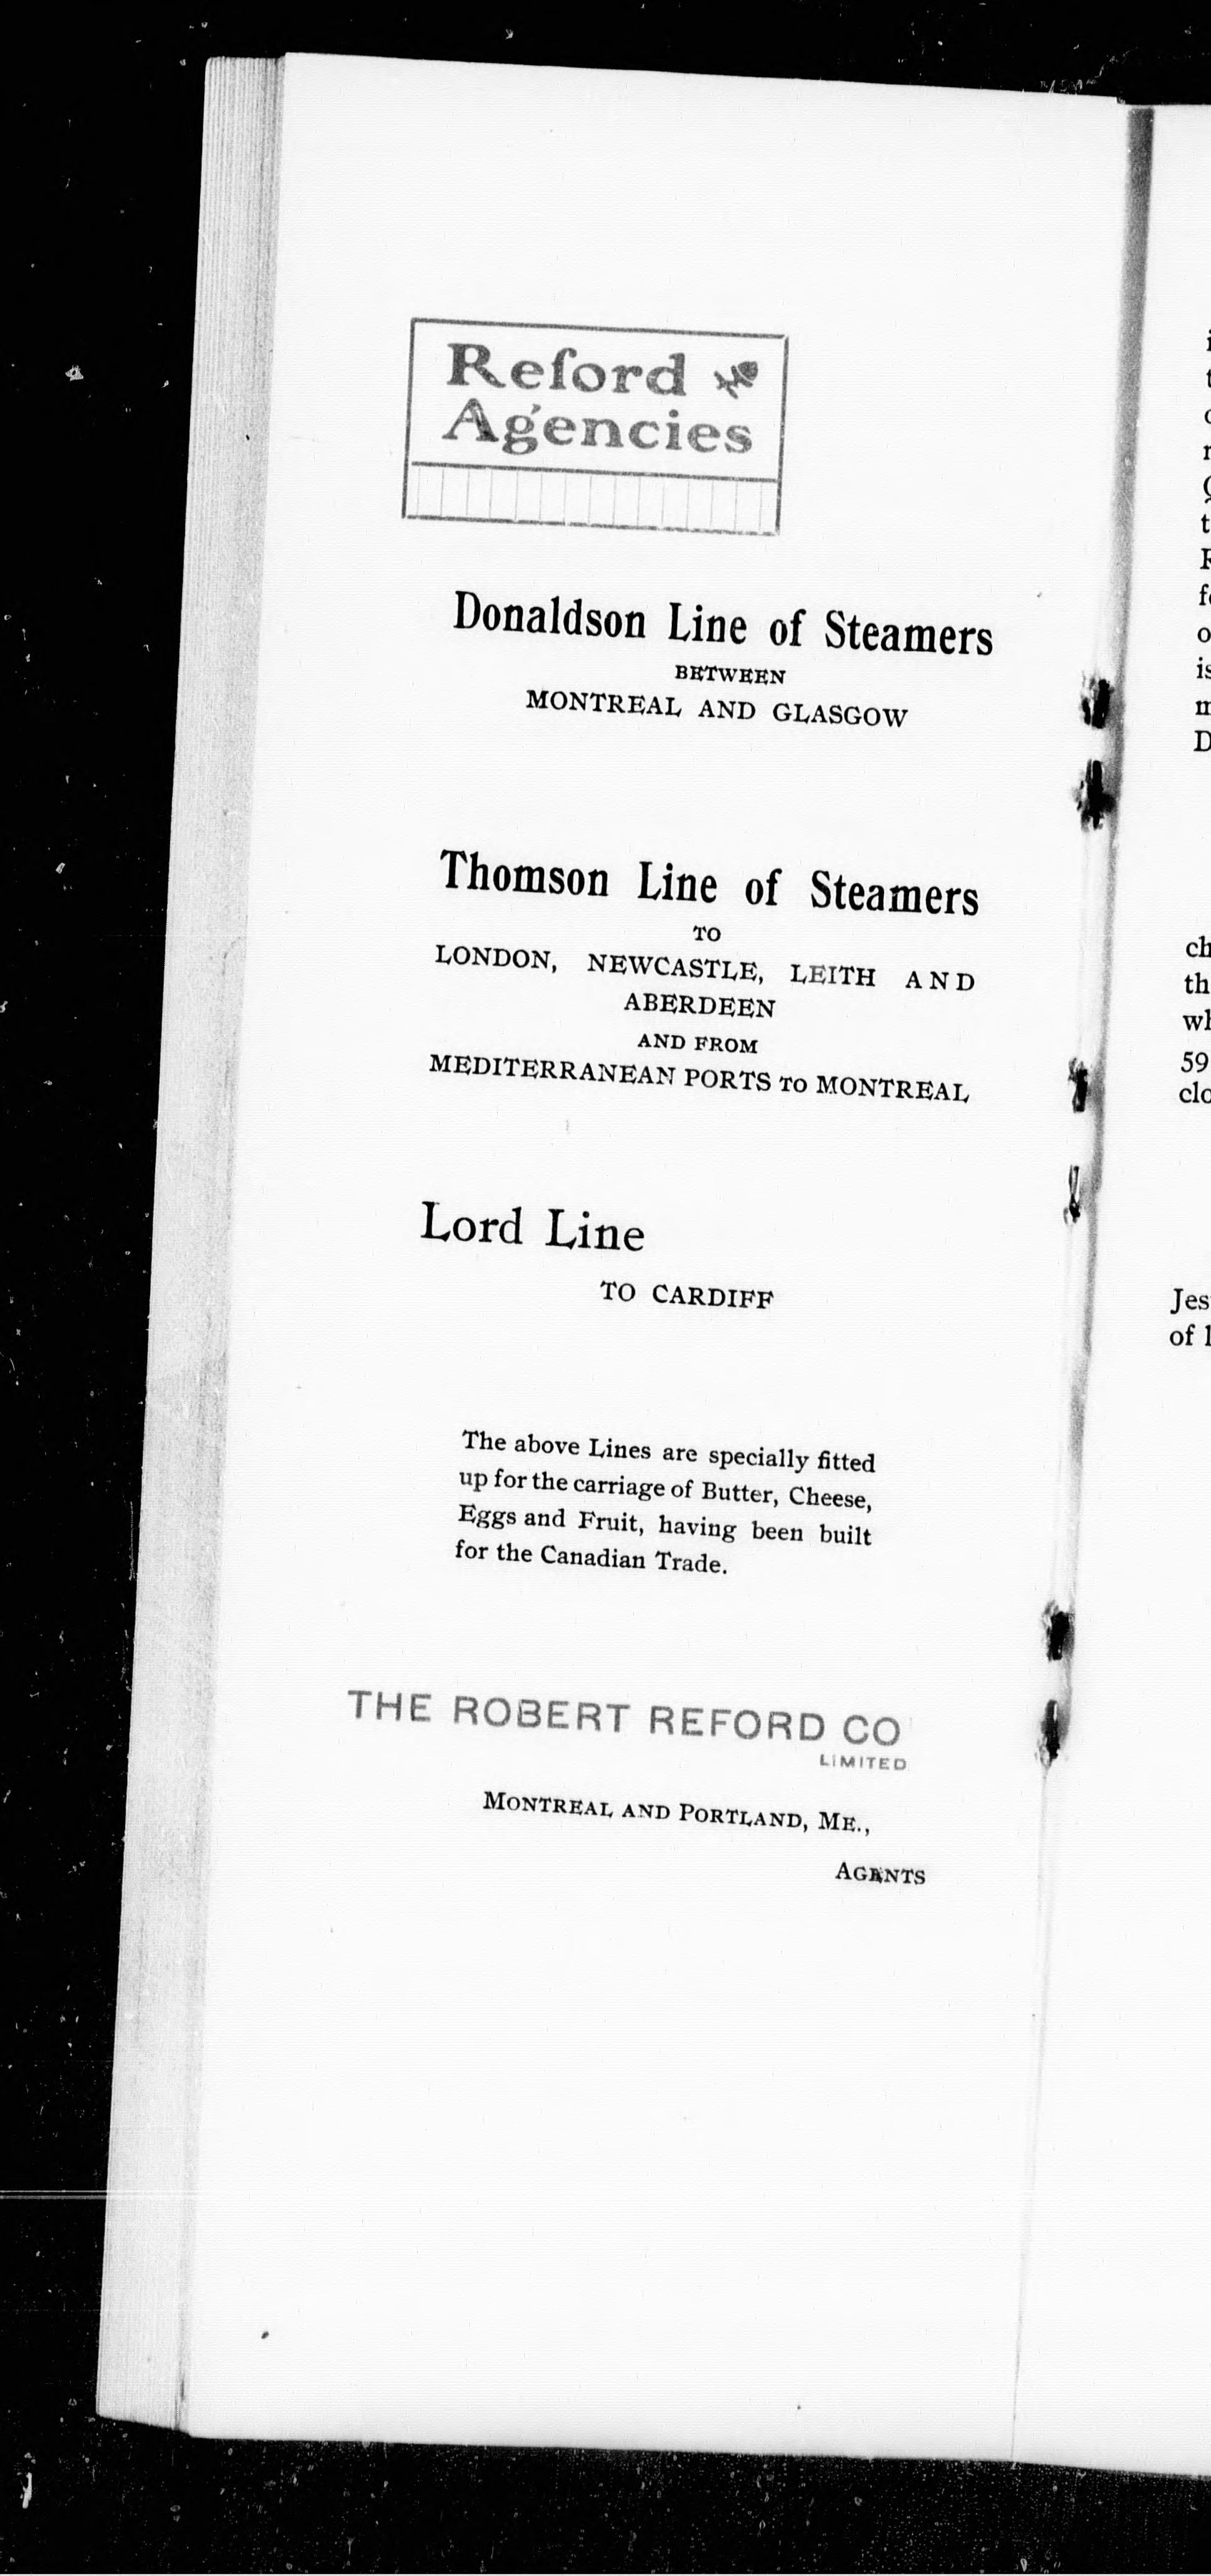 Reford
Agencies
Donaldson Line of Steamers
BETWEEN
MONTREAL AND GLASGOW
Thomson Line of Steamers
TO
LONDON, NEWCASTLE, LEITH AND
ABERDEEN
AND FROM
MEDITERRANEAN PORTS TO MONTREAL
Lord Line
TO CARDIFF
The above Lines are specially fitted
up for the carriage of Butter, Cheese,
Eggs and Fruit, having been built
for the Canadian Trade.
THE ROBERT REFORD CO
LIMITED
MONTREAL AND PORTLAND, ME.,
AGENTS
59
of